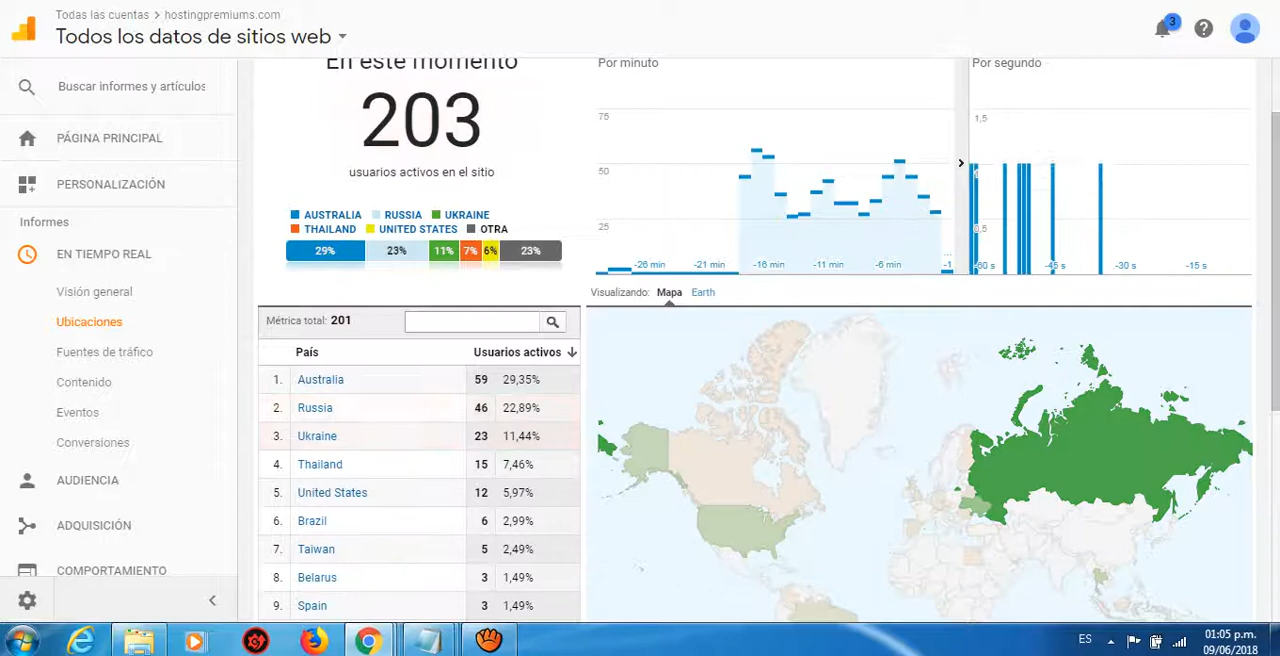 Todas las cuentas > hostingpremiums.com
Todos los datos de sitios web
3
Buscar informes y artículos
PÁGINA PRINCIPAL
PERSONALIZACIÓN
Informes
EN TIEMPO REAL
Visión general
Ubicaciones
Fuentes de tráfico
Contenido
Eventos
Conversiones
AUDIENCIA
ADQUISICIÓN
COMPORTAMIENTO
En este momento
203
usuarios activos en el sitio
AUSTRALIA RUSSIA UKRAINE
THAILAND UNITED STATES OTRA
29% 23% 11% 7% 6% 23%
Por minuto
75
50
25
-26 min -21 min -16 min -11 min -6 min -1
Por segundo
1,5
1
0,5
-60 s -45 s -30 s -15 s
Visualizando: Mapa Earth
Métrica total: 201
País Usuarios activos
1. Australia 59 29,35%
2. Russia 46 22,89%
3. Ukraine 23 11,44%
4. Thailand 15 7,46%
5. United States 12 5,97%
6. Brazil 6 2,99%
7. Taiwan 5 2,49%
8. Belarus 3 1,49%
9. Spain 3 1,49%
ES
01:05 p.m.
09/06/2018